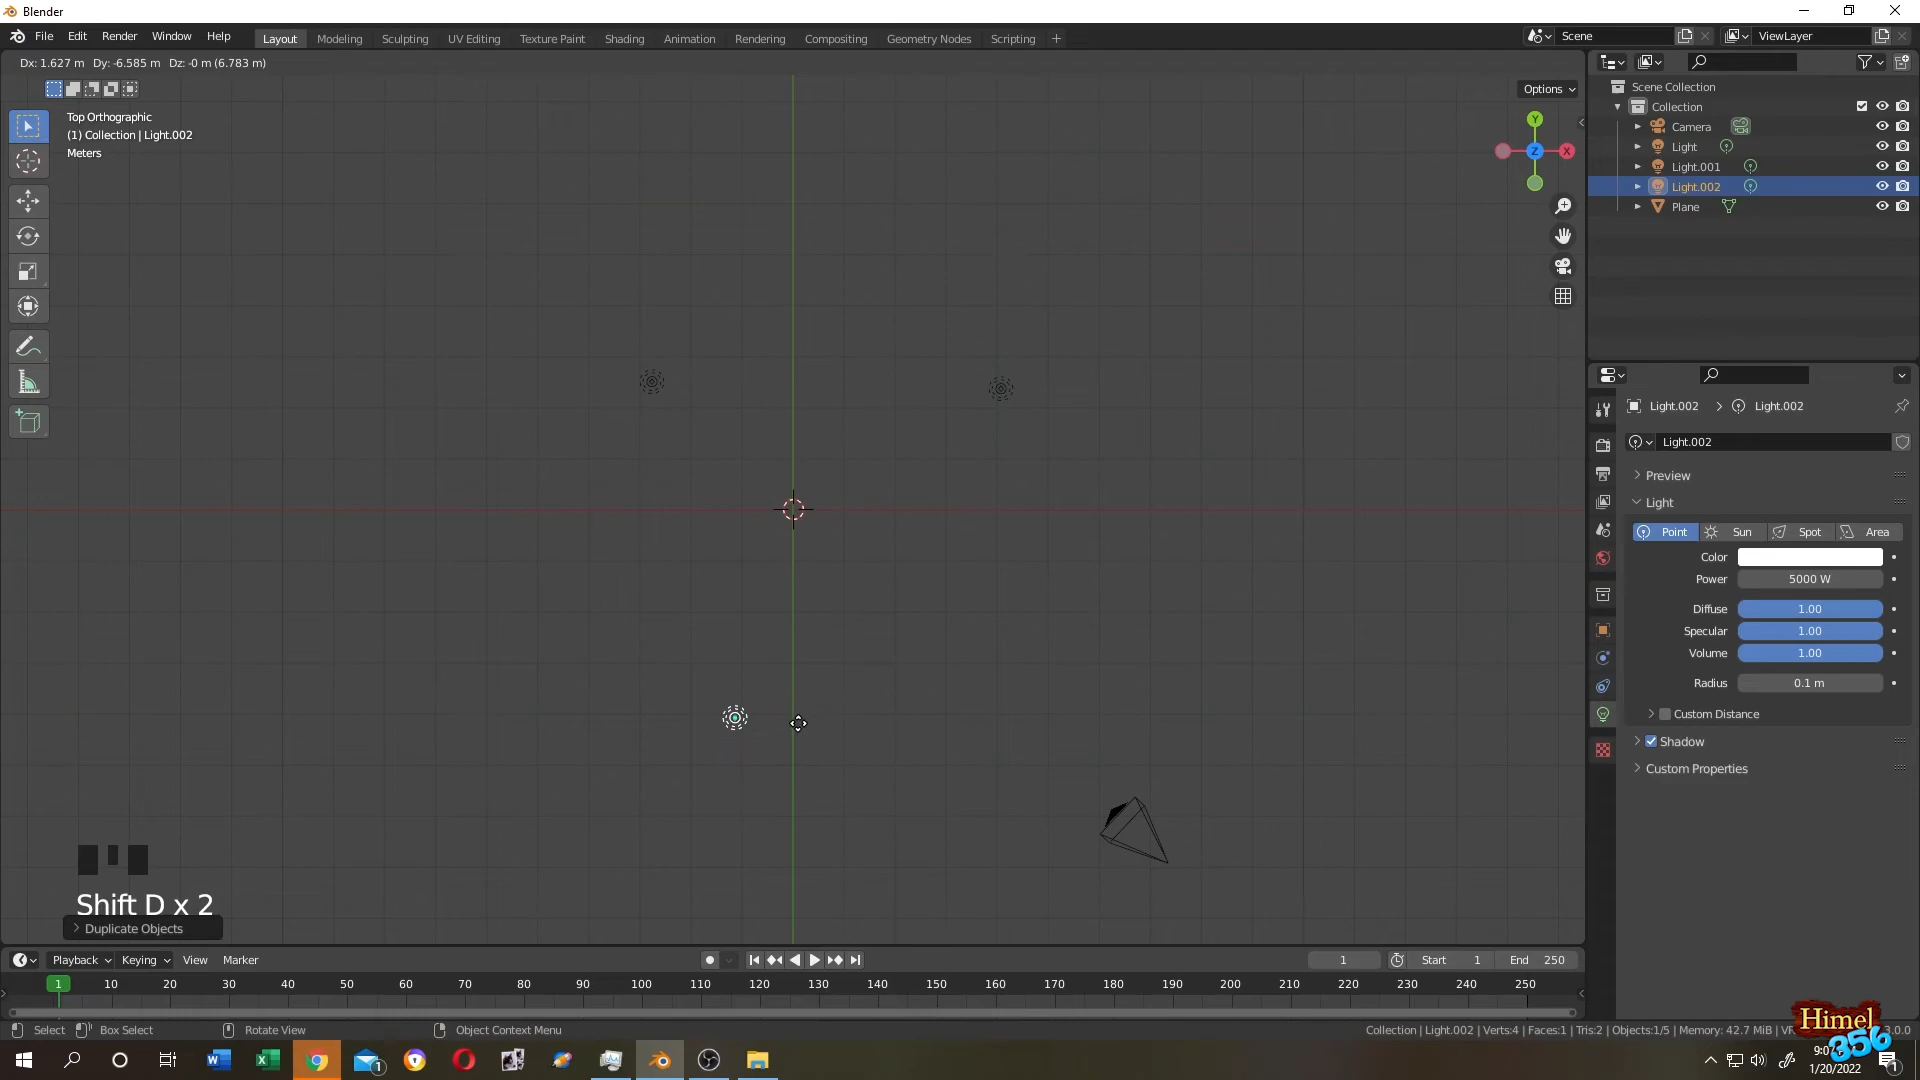 Blender
File Edit Render Window Help
Layout Modeling Sculpting UV Editing Texture Paint Shading Animation Rendering Compositing Geometry Nodes Scripting +
Scene
ViewLayer
Dx: 1.627 m Dy: -6.585 m Dz: -0 m (6.783 m)
Options
Top Orthographic
(1) Collection | Light.002
Meters
Y
X
Z
Scene Collection
Collection
Camera
Light
Light.001
Light.002
Plane
Light.002 > Light.002
Light.002
Preview
Light
Point Sun Spot Area
Color
Power 5000 W
Diffuse 1.00
Specular 1.00
Volume 1.00
Radius 0.1 m
Custom Distance
Shadow
Custom Properties
Shift D x 2
Duplicate Objects
Playback Keying View Marker
1 Start 1 End 250
1 10 20 30 40 50 60 70 80 90 100 110 120 130 140 150 160 170 180 190 200 210 220 230 240 250
Select Box Select Rotate View Object Context Menu
Collection | Light.002 | Verts:4 | Faces:1 | Tris:2 | Objects:1/5 | Memory: 42.7 MiB |
3.0.0
Himel
356
1/20/2022